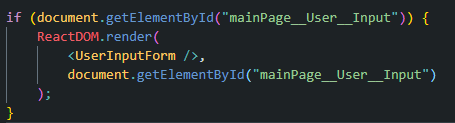 if (document.getElementById("mainPage__User__Input")) {
ReactDOM.render(
<UserInputForm />,
document.getElementById("mainPage__User__Input")
);
}